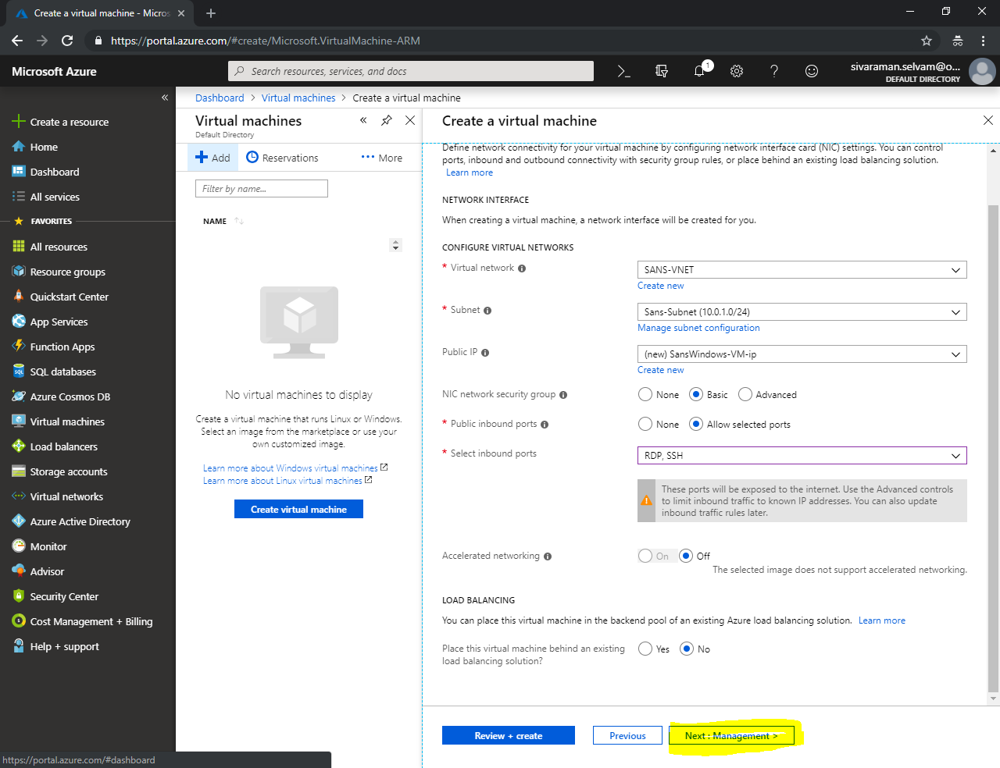 Create a virtual machine - Micros
https://portal.azure.com/#create/Microsoft.VirtualMachine-ARM
Microsoft Azure
Search resources, services, and docs
1
sivaraman.selvam@o...
DEFAULT DIRECTORY
Create a resource
Home
Dashboard
All services
FAVORITES
All resources
Resource groups
Quickstart Center
App Services
Function Apps
SQL databases
Azure Cosmos DB
Virtual machines
Load balancers
Storage accounts
Virtual networks
Azure Active Directory
Monitor
Advisor
Security Center
Cost Management + Billing
Help + support
https://portal.azure.com/#dashboard
Dashboard > Virtual machines > Create a virtual machine
Virtual machines
Default Directory
Add
Reservations
More
Filter by name...
NAME
No virtual machines to display
Create a virtual machine that runs Linux or Windows.
Select an image from the marketplace or use your
own customized image.
Learn more about Windows virtual machines
Learn more about Linux virtual machines
Create virtual machine
Create a virtual machine
Define network connectivity for your virtual machine by configuring network interface card (NIC) settings. You can control
ports, inbound and outbound connectivity with security group rules, or place behind an existing load balancing solution.
Learn more
NETWORK INTERFACE
When creating a virtual machine, a network interface will be created for you.
CONFIGURE VIRTUAL NETWORKS
* Virtual network
SANS-VNET
Create new
* Subnet
Sans-Subnet (10.0.1.0/24)
Manage subnet configuration
Public IP
(new) SansWindows-VM-ip
Create new
NIC network security group
None Basic Advanced
* Public inbound ports
None Allow selected ports
* Select inbound ports
RDP, SSH
These ports will be exposed to the internet. Use the Advanced controls
to limit inbound traffic to known IP addresses. You can also update
inbound traffic rules later.
Accelerated networking
On Off
The selected image does not support accelerated networking.
LOAD BALANCING
You can place this virtual machine in the backend pool of an existing Azure load balancing solution. Learn more
Place this virtual machine behind an existing
load balancing solution?
Yes No
Review + create
Previous
Next : Management >